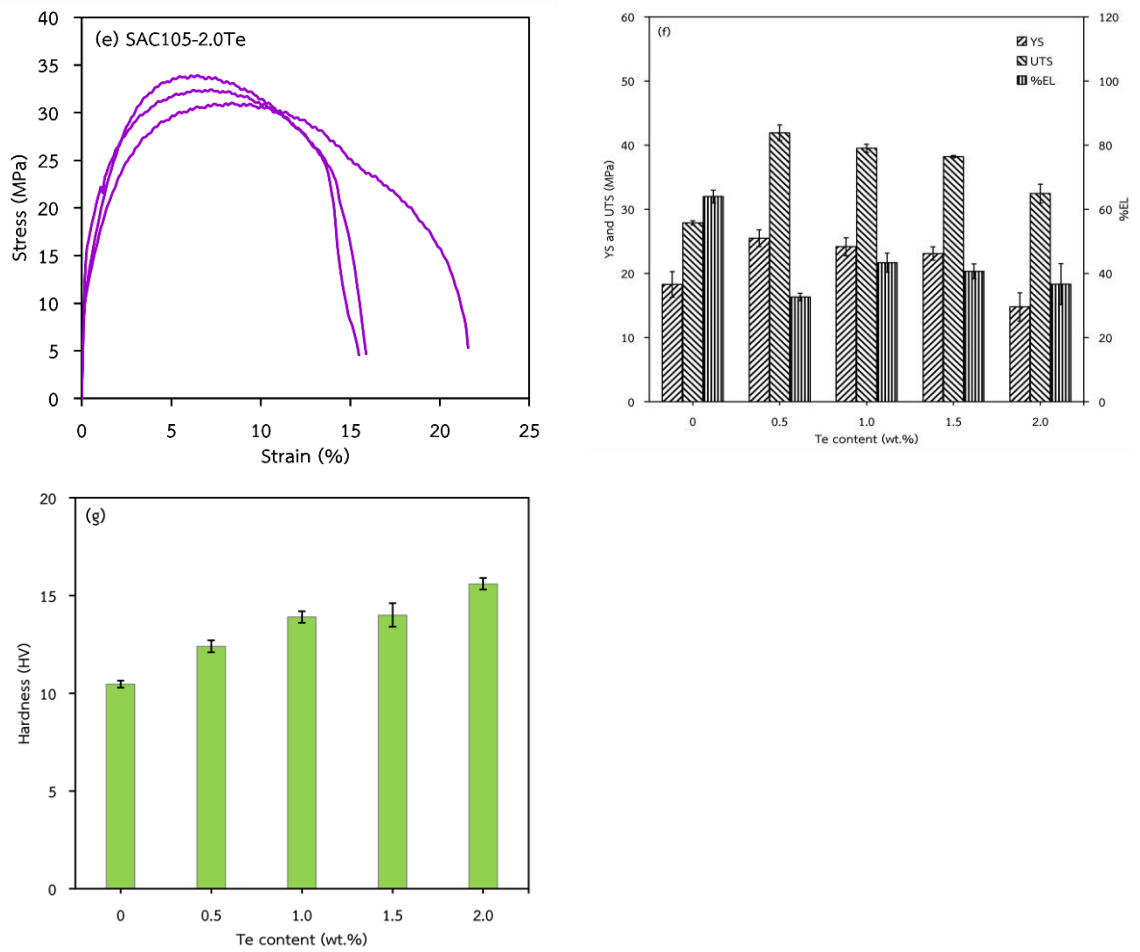 (e) SAC105-2.0Te
40
35
30
25
20
15
10
5
0
Stress (MPa)
0 5 10 15 20 25
Strain (%)
(f)
YS
UTS
%EL
60
50
40
30
20
10
0
YS and UTS (MPa)
120
100
80
60
40
20
0
%EL
0 0.5 1.0 1.5 2.0
Te content (wt.%)
(g)
20
15
10
5
0
Hardness (HV)
0 0.5 1.0 1.5 2.0
Te content (wt.%)